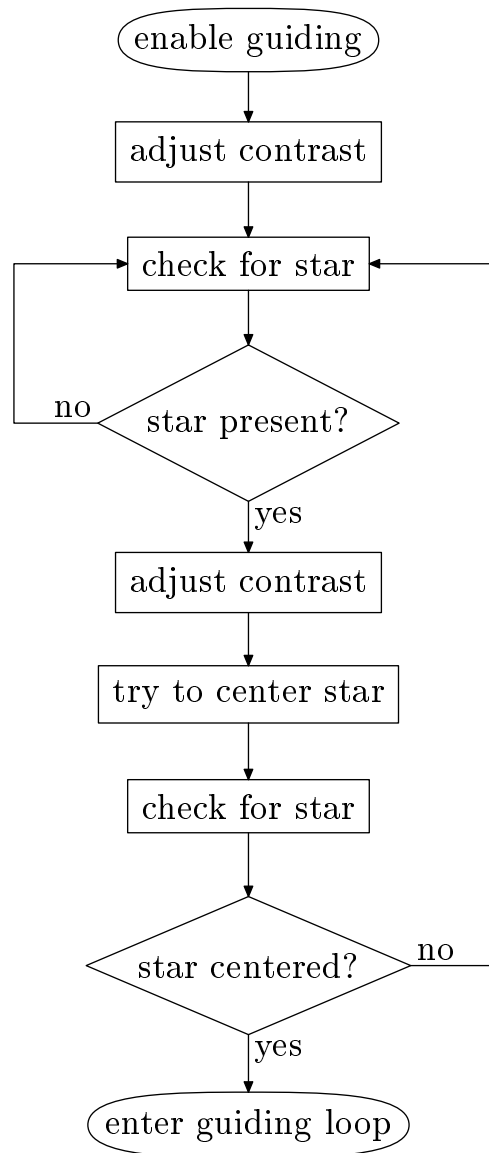 enable guiding
adjust contrast
check for star
star present?
no
yes
adjust contrast
try to center star
check for star
star centered?
no
yes
enter guiding loop